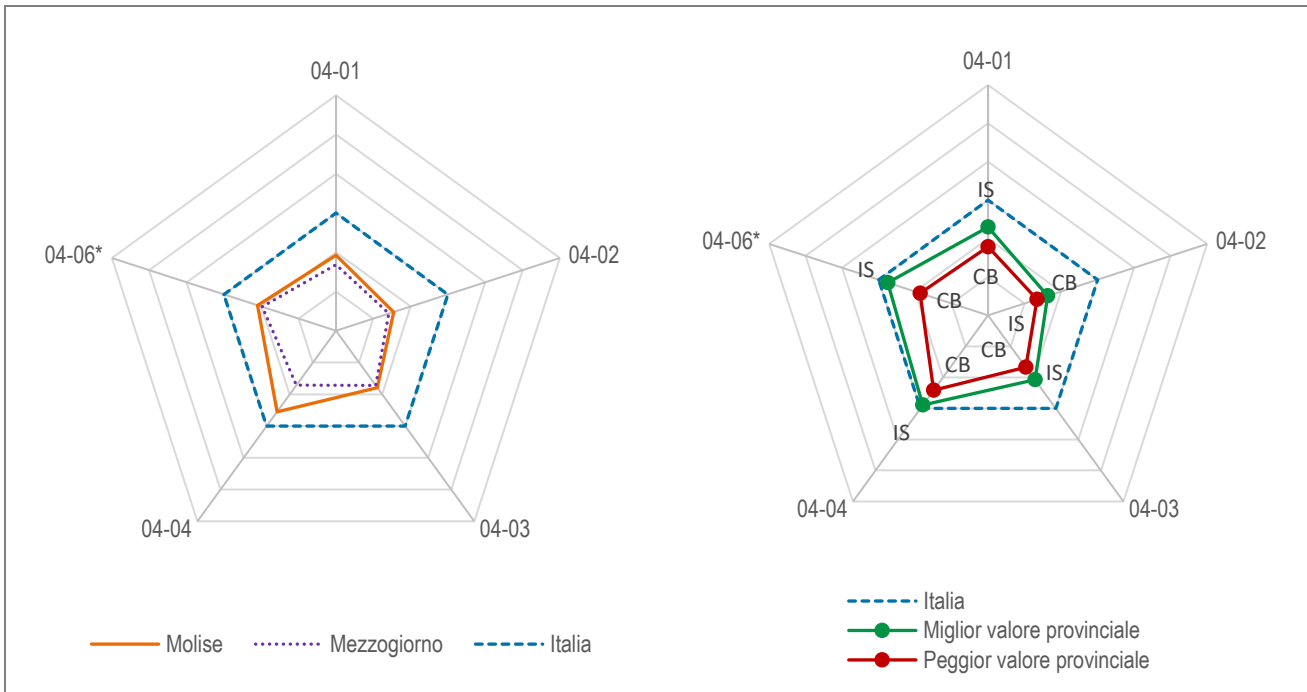 04-01
04-02
04-03
04-04
04-06*
Molise
Mezzogiorno
Italia
04-01
IS
CB
04-02
CB
IS
04-03
CB
IS
04-04
CB
IS
04-06*
IS
CB
Italia
Miglior valore provinciale
Peggior valore provinciale